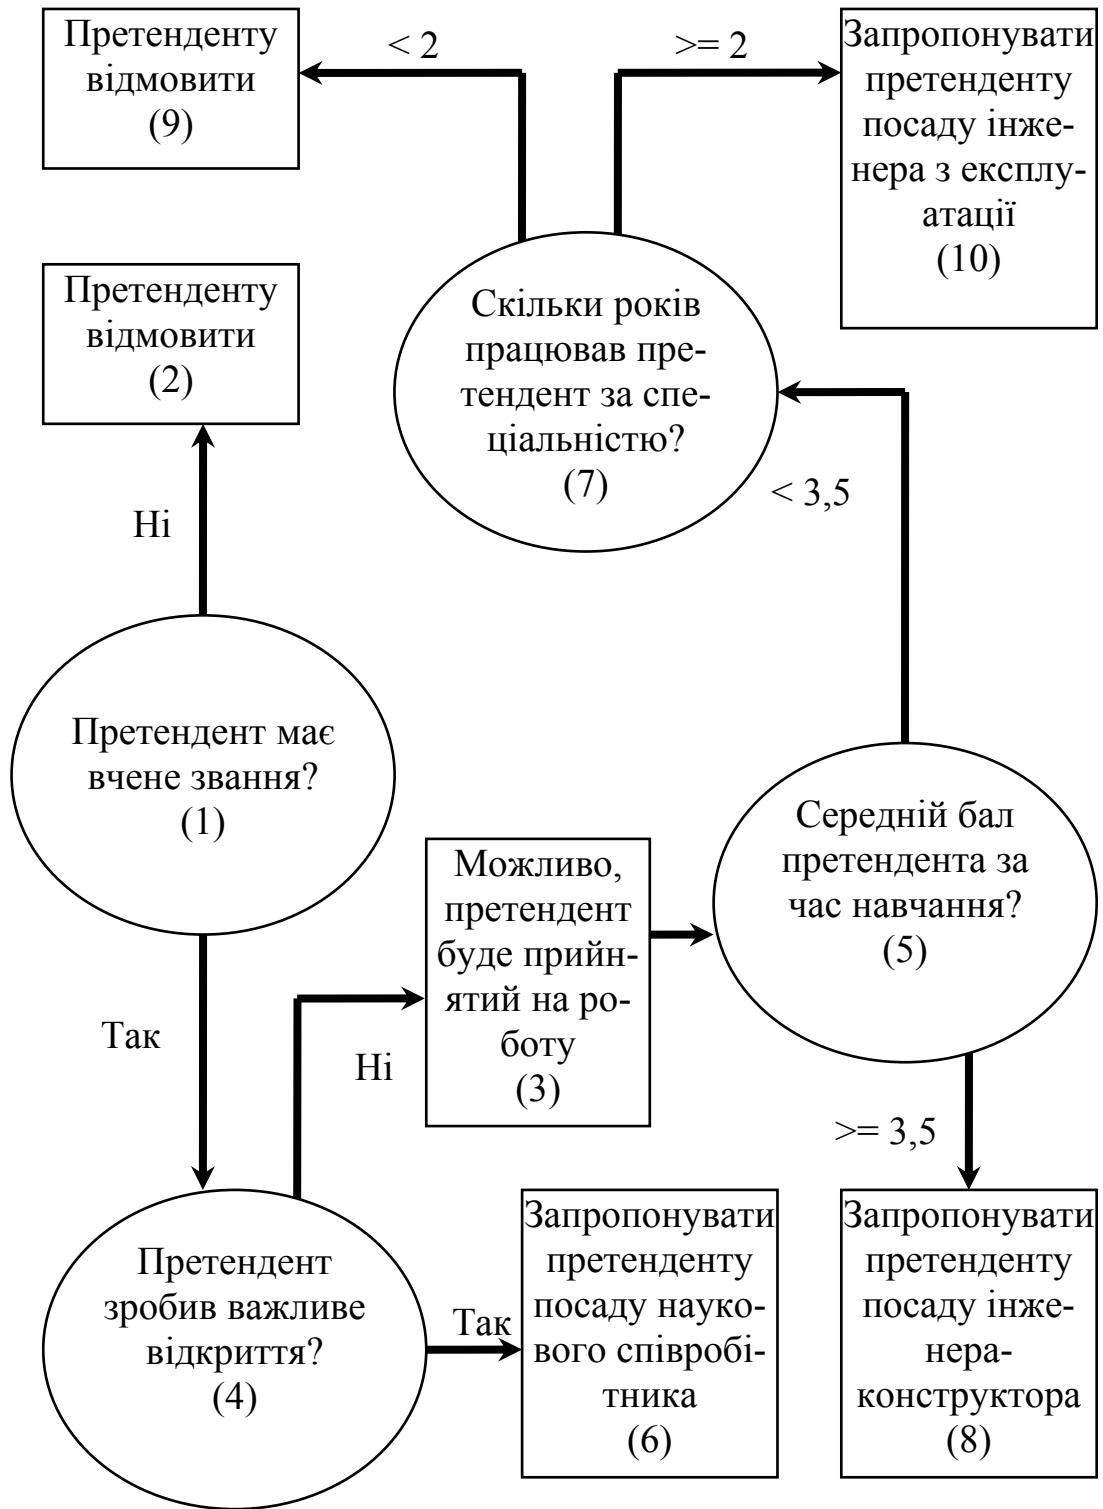 Претенденту
відмовити
(9)
< 2
>= 2
Запропонувати
претенденту
посаду інже-
нера з експлу-
атації
(10)
Претенденту
відмовити
(2)
Скільки років
працював пре-
тендент за спе-
ціальністю?
(7)
< 3,5
Ні
Претендент має
вчене звання?
(1)
Середній бал
претендента за
час навчання?
(5)
Можливо,
претендент
буде прийн-
ятий на ро-
боту
(3)
Так
Ні
>= 3,5
Претендент
зробив важливе
відкриття?
(4)
Так
Запропонувати
претенденту
посаду науко-
вого співробі-
тника
(6)
Запропонувати
претенденту
посаду інже-
нера-
конструктора
(8)